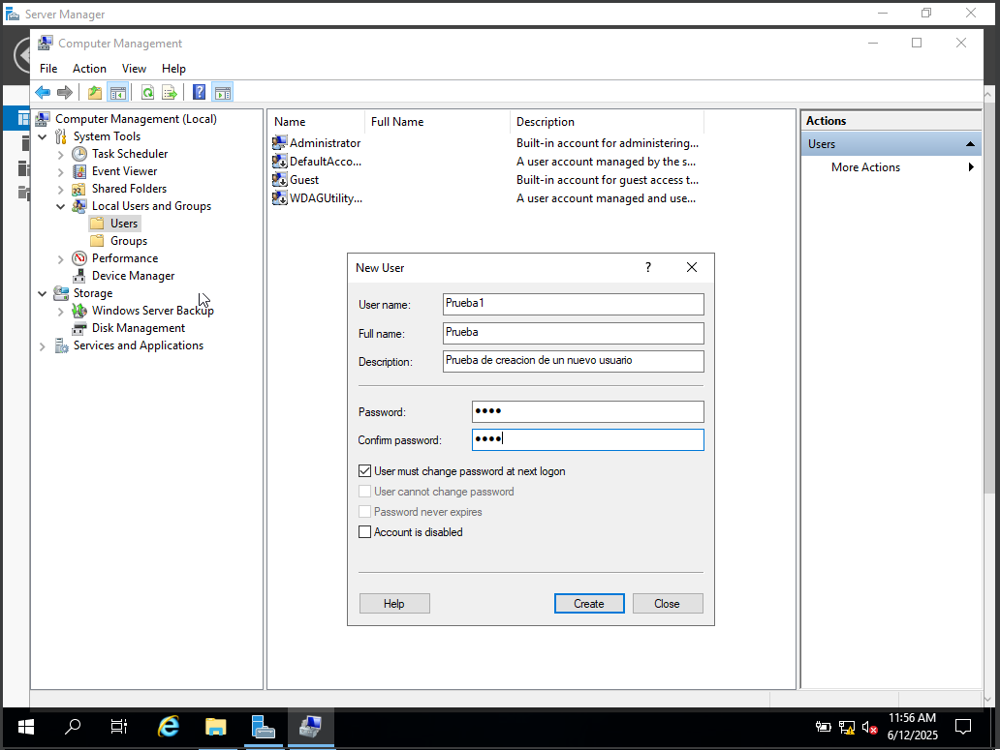 Server Manager
Computer Management
File Action View Help
Computer Management (Local)
System Tools
Task Scheduler
Event Viewer
Shared Folders
Local Users and Groups
Users
Groups
Performance
Device Manager
Storage
Windows Server Backup
Disk Management
Services and Applications
Name Full Name Description
Administrator Built-in account for administering...
DefaultAcco... A user account managed by the s...
Guest Built-in account for guest access t...
WDAGUtility... A user account managed and use...
Actions
Users
More Actions
New User
?
User name: Prueba1
Full name: Prueba
Description: Prueba de creacion de un nuevo usuario
Password: ••••
Confirm password: ••••
User must change password at next logon
User cannot change password
Password never expires
Account is disabled
Help Create Close
11:56 AM
6/12/2025